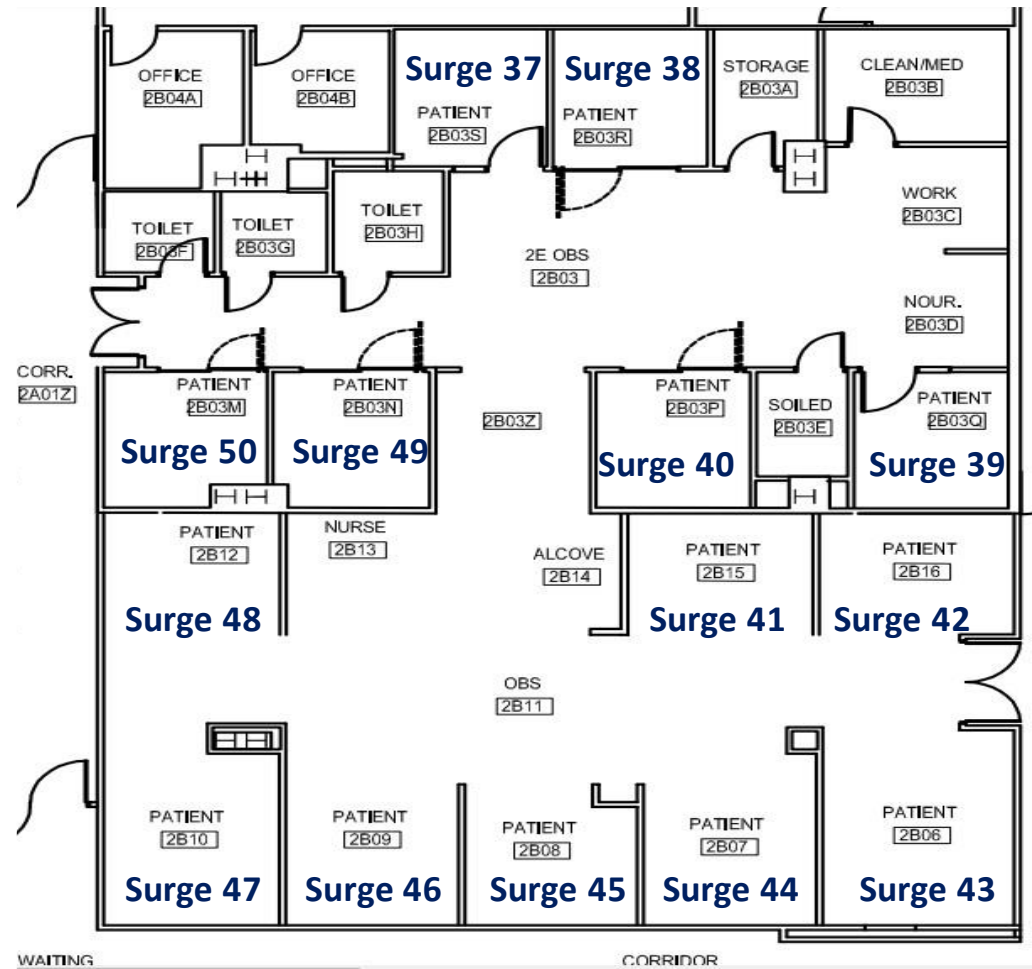 OFFICE
2B04A
OFFICE
2B04B
Surge 37
PATIENT
2B03S
Surge 38
PATIENT
2B03R
STORAGE
2B03A
CLEAN/MED
2B03B
TOILET
2B03F
TOILET
2B03G
TOILET
2B03H
WORK
2B03C
2E OBS
2B03
NOUR.
2B03D
CORR.
2A01Z
PATIENT
2B03M
Surge 50
PATIENT
2B03N
Surge 49
2B03Z
PATIENT
2B03P
Surge 40
SOILED
2B03E
PATIENT
2B03Q
Surge 39
PATIENT
2B12
Surge 48
NURSE
2B13
ALCOVE
2B14
PATIENT
2B15
Surge 41
PATIENT
2B16
Surge 42
OBS
2B11
PATIENT
2B10
Surge 47
PATIENT
2B09
Surge 46
PATIENT
2B08
Surge 45
PATIENT
2B07
Surge 44
PATIENT
2B06
Surge 43
WAITING
CORRIDOR